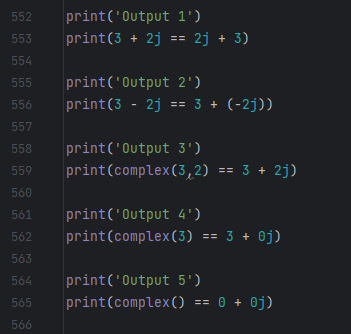 552 print('Output 1')
553 print(3 + 2j == 2j + 3)
554
555 print('Output 2')
556 print(3 - 2j == 3 + (-2j))
557
558 print('Output 3')
559 print(complex(3,2) == 3 + 2j)
560
561 print('Output 4')
562 print(complex(3) == 3 + 0j)
563
564 print('Output 5')
565 print(complex() == 0 + 0j)
566